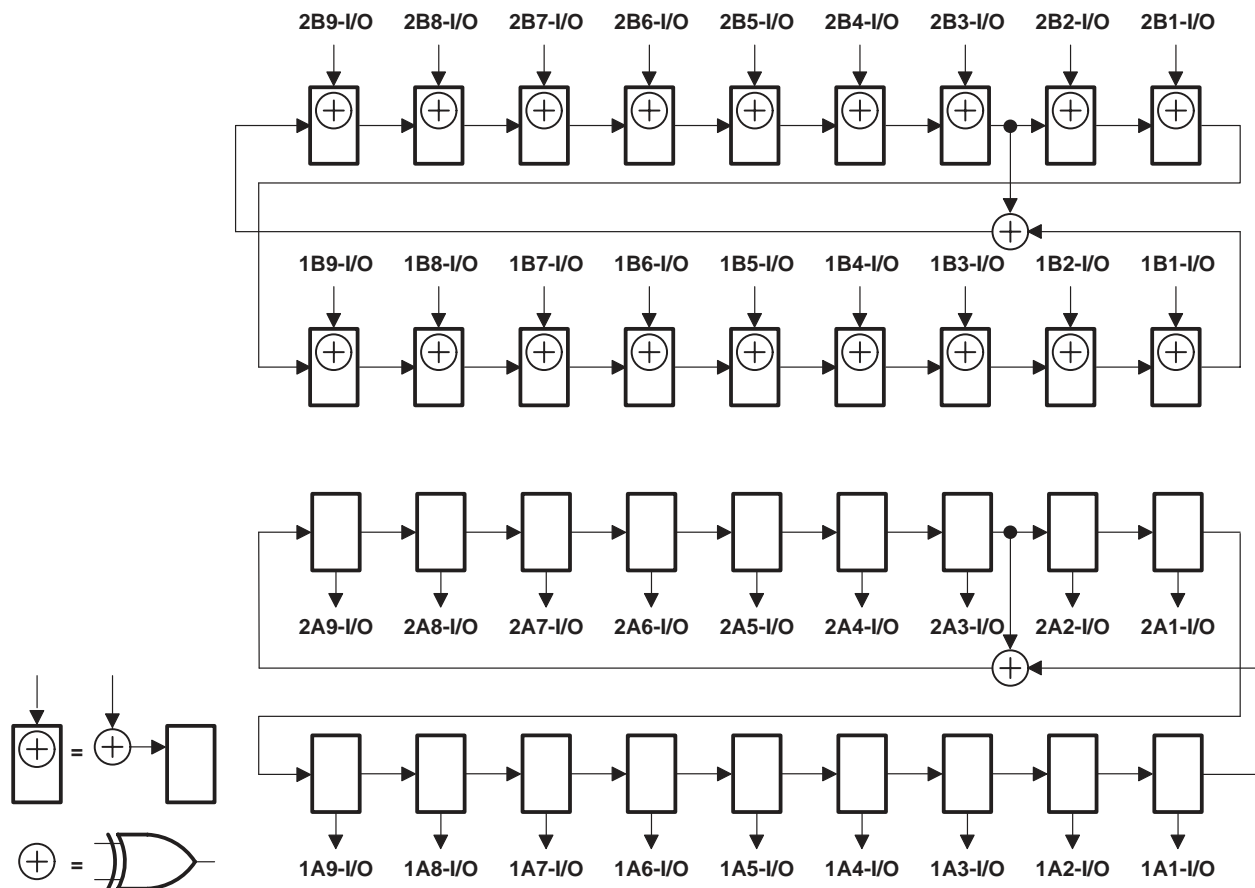 2B9-I/O 2B8-I/O 2B7-I/O 2B6-I/O 2B5-I/O 2B4-I/O 2B3-I/O 2B2-I/O 2B1-I/O
1B9-I/O 1B8-I/O 1B7-I/O 1B6-I/O 1B5-I/O 1B4-I/O 1B3-I/O 1B2-I/O 1B1-I/O
2A9-I/O 2A8-I/O 2A7-I/O 2A6-I/O 2A5-I/O 2A4-I/O 2A3-I/O 2A2-I/O 2A1-I/O
=
=
1A9-I/O 1A8-I/O 1A7-I/O 1A6-I/O 1A5-I/O 1A4-I/O 1A3-I/O 1A2-I/O 1A1-I/O